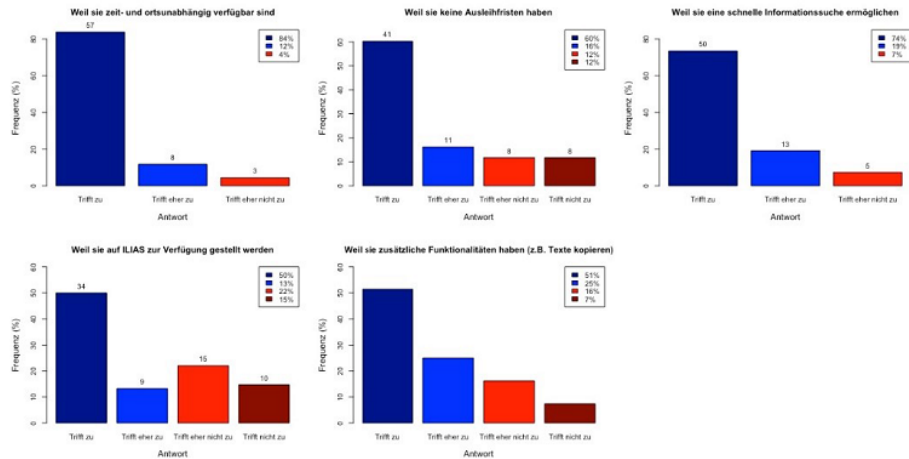 Weil sie zeit- und ortsunabhängig verfügbar sind
57
84%
12%
4%
8
3
Frequenz (%)
0
20
40
60
80
Trifft zu
Trifft eher zu
Trifft eher nicht zu
Antwort
Weil sie keine Ausleihfristen haben
41
60%
16%
12%
12%
11
8
8
Frequenz (%)
0
10
20
30
40
50
60
Trifft zu
Trifft eher zu
Trifft eher nicht zu
Trifft nicht zu
Antwort
Weil sie eine schnelle Informationssuche ermöglichen
50
74%
19%
7%
13
5
Frequenz (%)
0
20
40
60
80
Trifft zu
Trifft eher zu
Trifft eher nicht zu
Antwort
Weil sie auf ILIAS zur Verfügung gestellt werden
34
50%
13%
22%
15%
9
15
10
Frequenz (%)
0
10
20
30
40
50
60
Trifft zu
Trifft eher zu
Trifft eher nicht zu
Trifft nicht zu
Antwort
Weil sie zusätzliche Funktionalitäten haben (z.B. Texte kopieren)
51%
25%
16%
7%
Frequenz (%)
0
10
20
30
40
50
60
Trifft zu
Trifft eher zu
Trifft eher nicht zu
Trifft nicht zu
Antwort